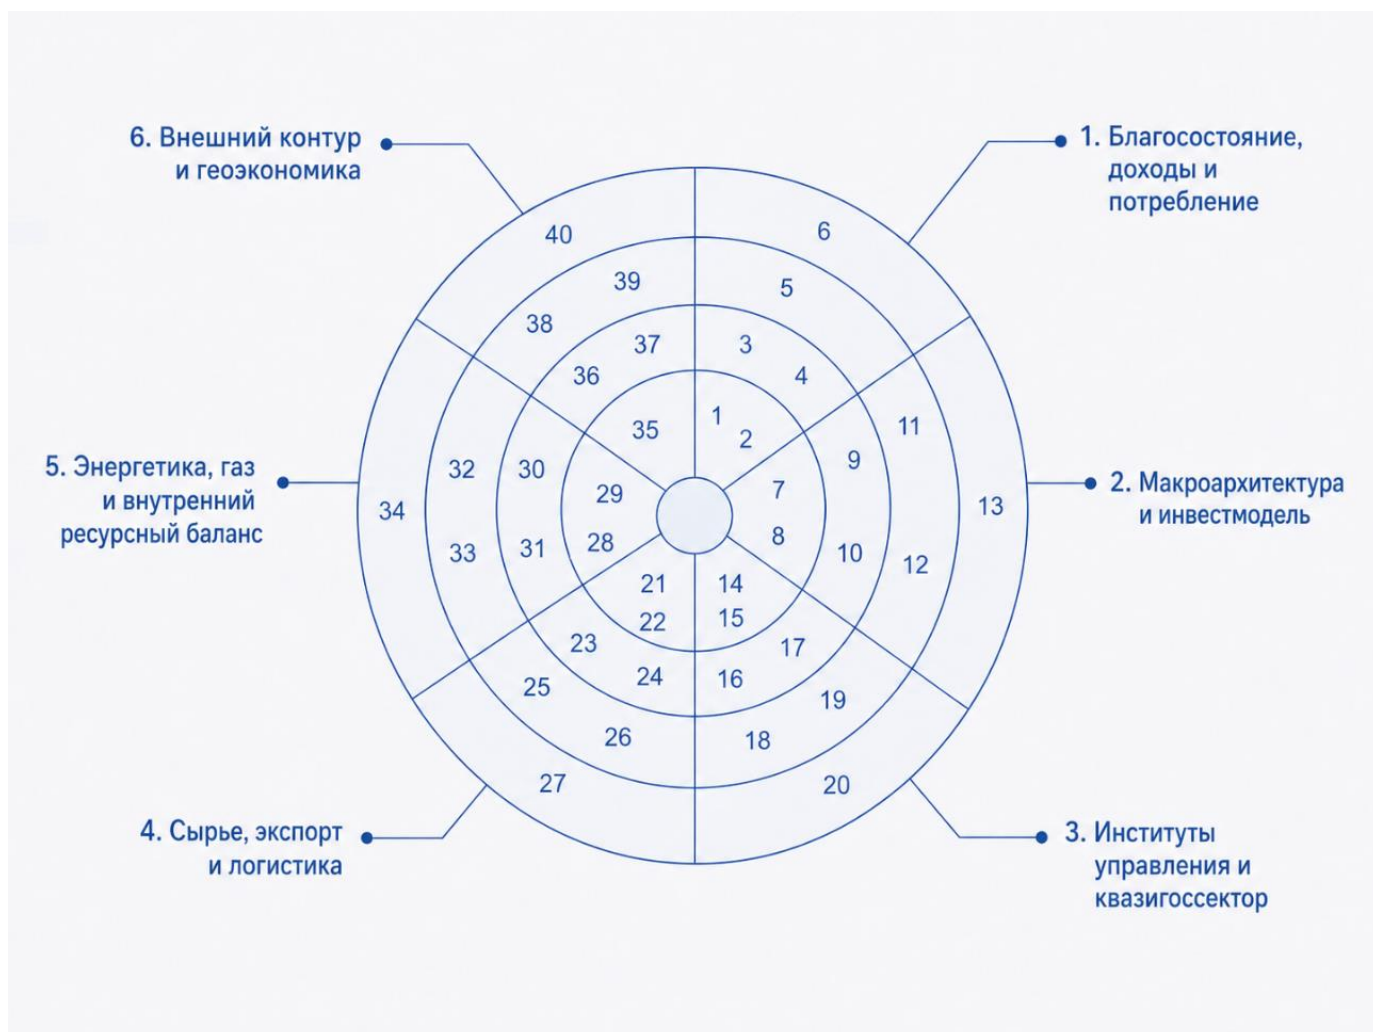 6. Внешний контур
и геоэкономика
1. Благосостояние,
доходы и
потребление
40
6
39
5
38
37
3
36
4
1
35
2
11
9
32
30
7
29
5. Энергетика, газ
и внутренний
ресурсный баланс
2. Макроархитектура
и инвестмодель
34
13
8
28
31
33
10
12
21
14
22
15
23
17
24
16
25
19
26
18
27
20
4. Сырье, экспорт
и логистика
3. Институты
управления и
квазигоссектор